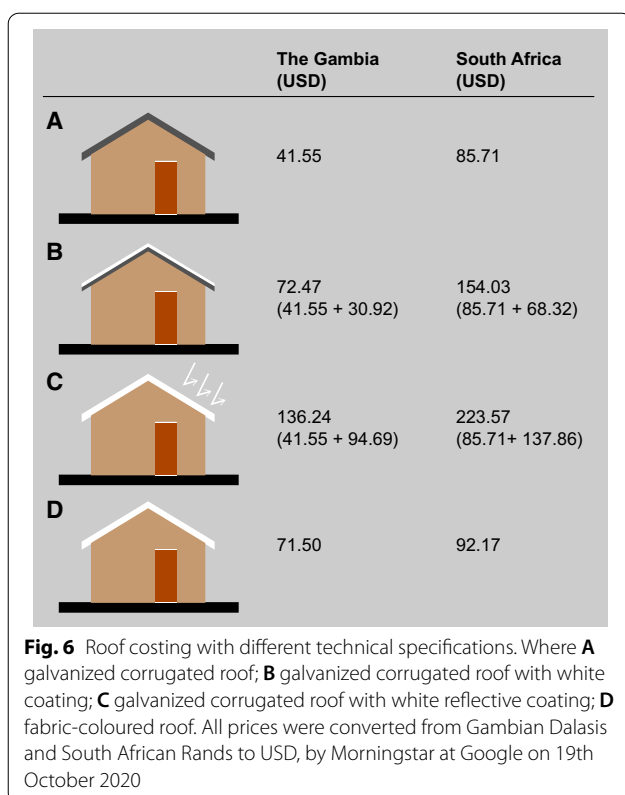 The Gambia South Africa
(USD) (USD)
A
41.55 85.71
B
72.47 154.03
(41.55 + 30.92) (85.71 + 68.32)
C
136.24 223.57
(41.55 + 94.69) (85.71+ 137.86)
D
71.50 92.17
Fig. 6 Roof costing with different technical specifications. Where A
galvanized corrugated roof; B galvanized corrugated roof with white
coating; C galvanized corrugated roof with white reflective coating; D
fabric-coloured roof. All prices were converted from Gambian Dalasis
and South African Rands to USD, by Morningstar at Google on 19th
October 2020